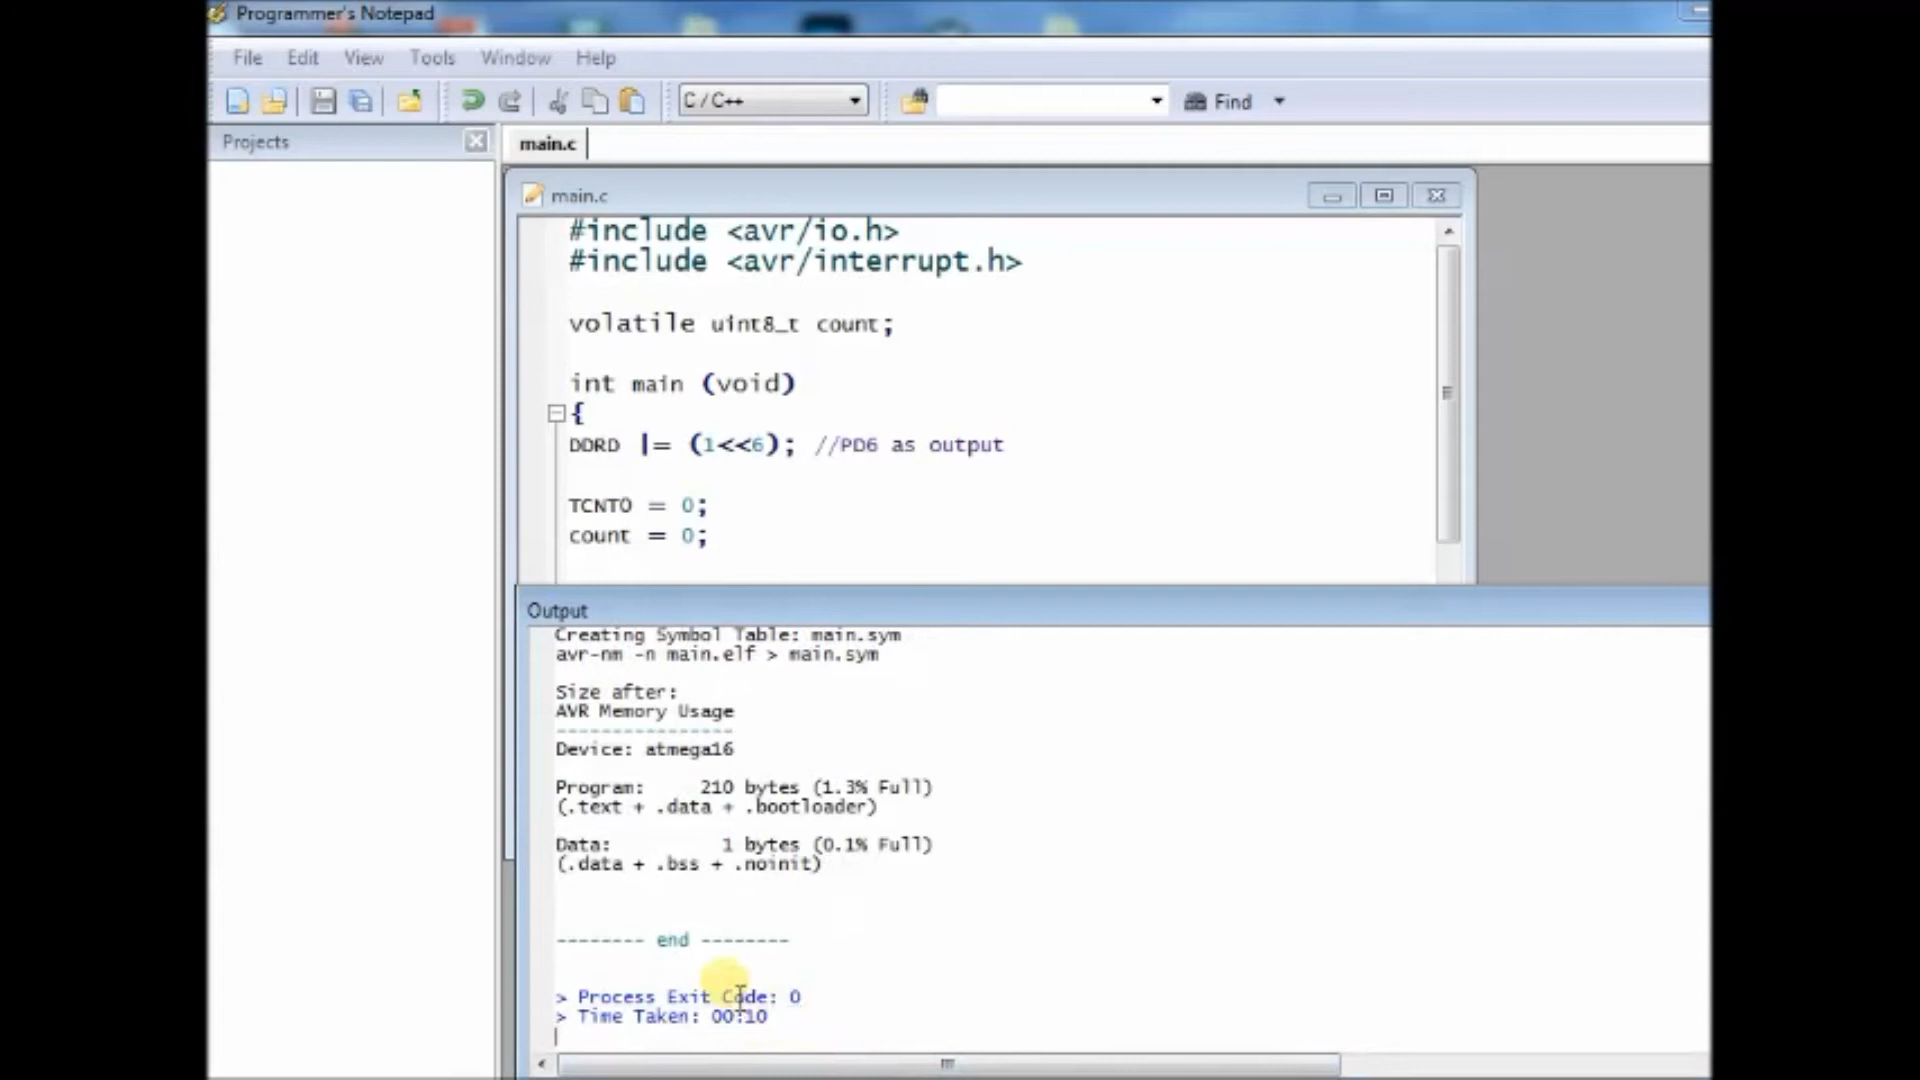 Programmer's Notepad
File Edit View Tools Window Help
C / C++ Find
Projects
main.c
main.c
#include <avr/io.h>
#include <avr/interrupt.h>
volatile uint8_t count;
int main (void)
{
DDRD |= (1<<6); //PD6 as output
TCNT0 = 0;
count = 0;
Output
Creating Symbol Table: main.sym
avr-nm -n main.elf > main.sym
Size after:
AVR Memory Usage
----------------
Device: atmega16
Program: 210 bytes (1.3% Full)
(.text + .data + .bootloader)
Data: 1 bytes (0.1% Full)
(.data + .bss + .noinit)
-------- end --------
> Process Exit Code: 0
> Time Taken: 00:10